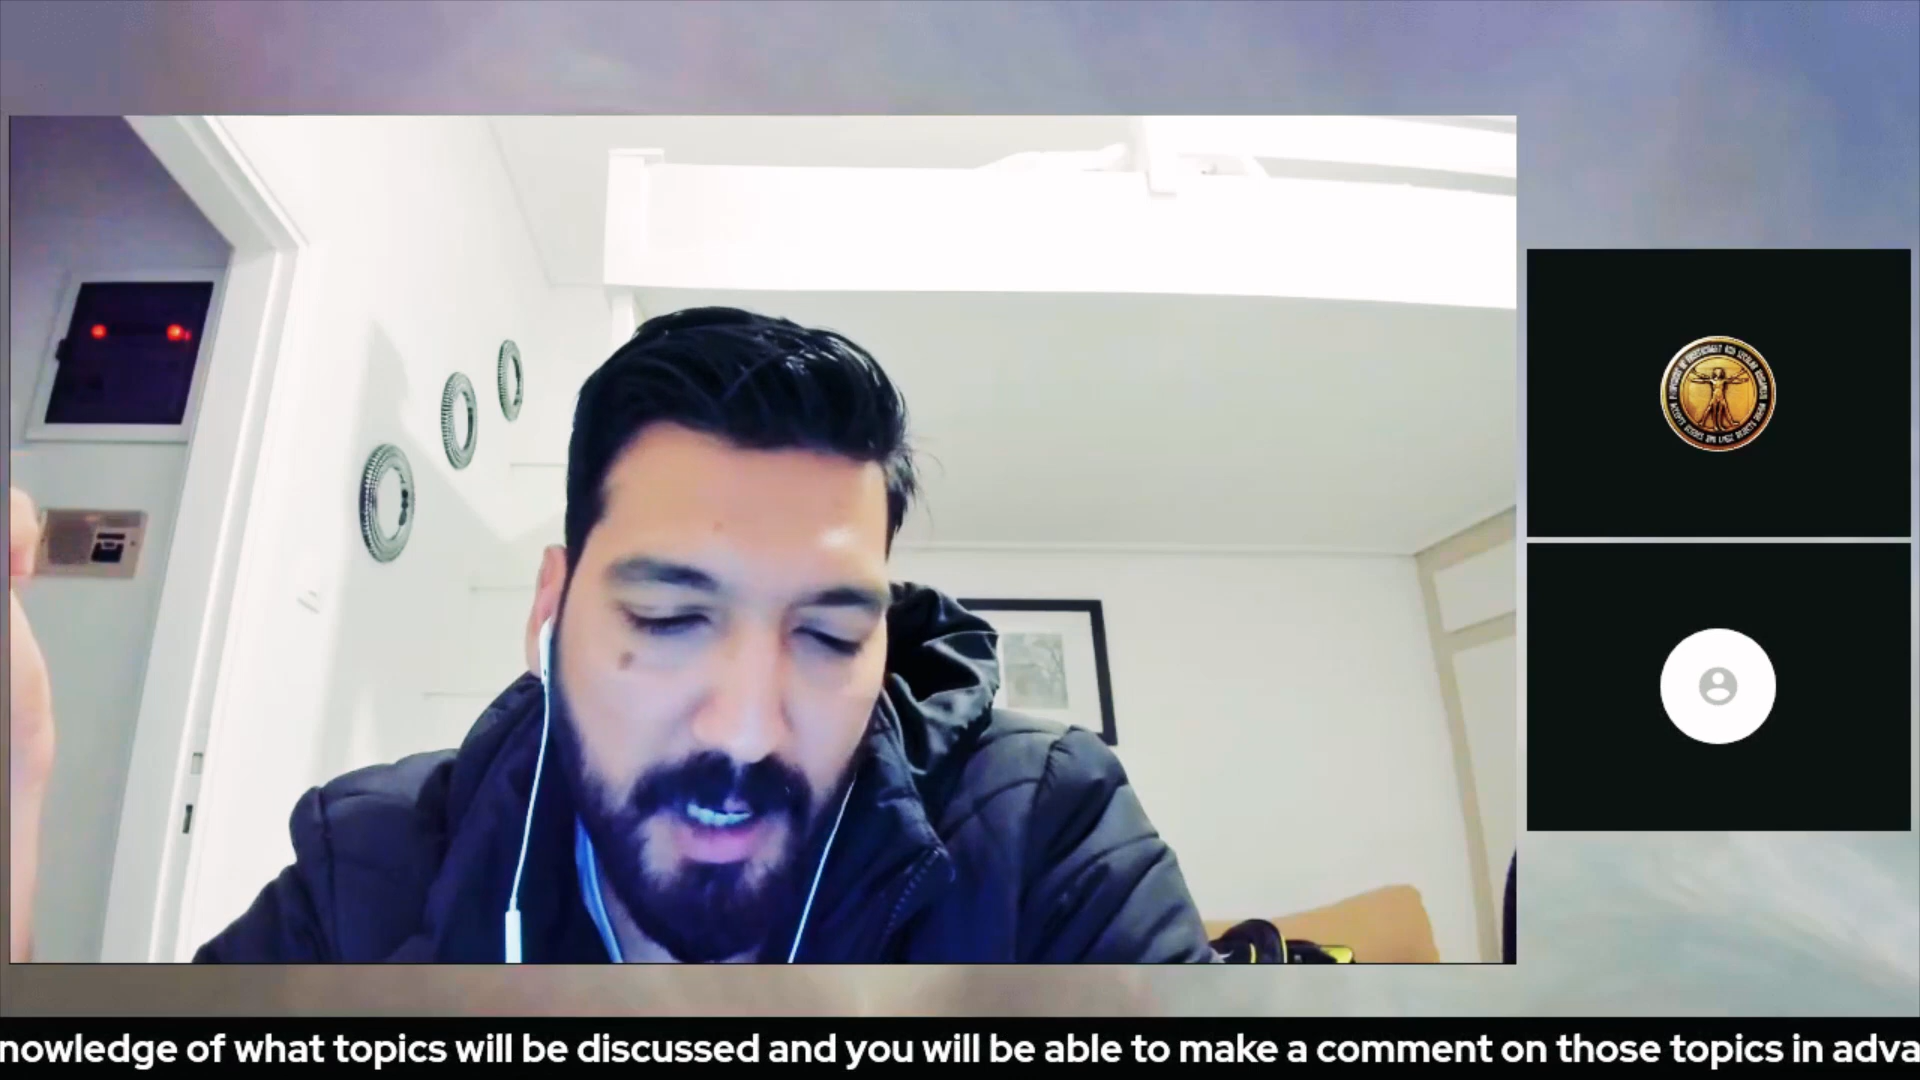 nowledge of what topics will be discussed and you will be able to make a comment on those topics in adva